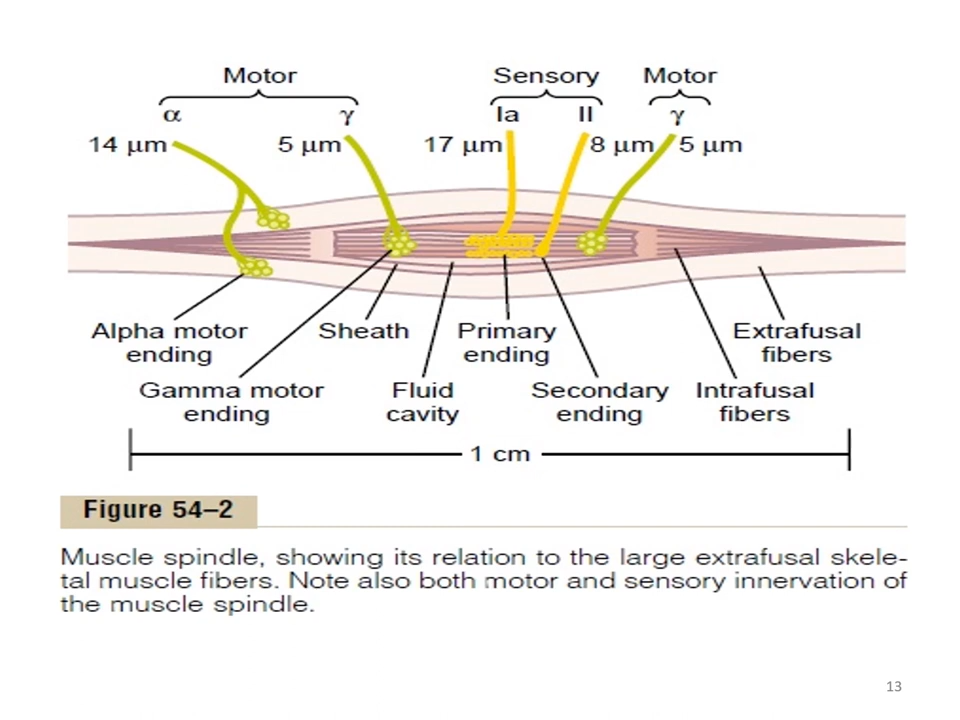 Motor Sensory Motor
α γ Ia II γ
14 μm 5 μm 17 μm 8 μm 5 μm
Alpha motor
ending
Sheath
Primary
ending
Extrafusal
fibers
Gamma motor
ending
Fluid
cavity
Secondary
ending
Intrafusal
fibers
1 cm
Figure 54–2
Muscle spindle, showing its relation to the large extrafusal skele-
tal muscle fibers. Note also both motor and sensory innervation of
the muscle spindle.
13